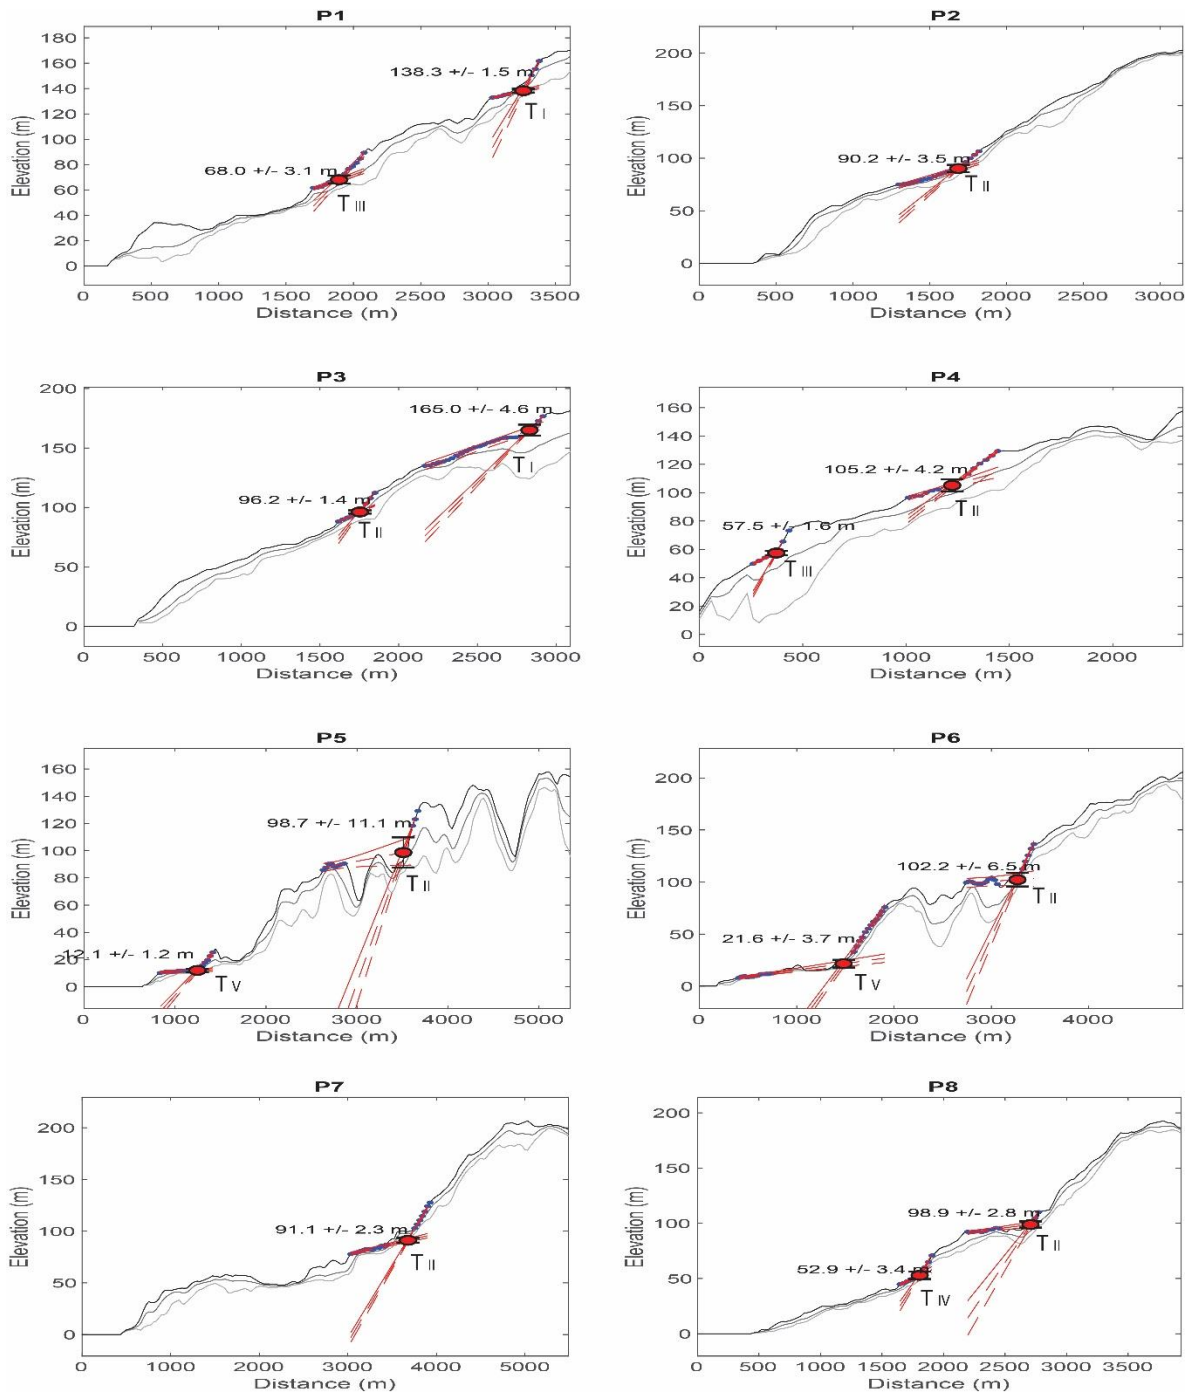 P1
Elevation (m)
180
160
140
120
100
80
60
40
20
0
138.3 +/- 1.5 m
T I
68.0 +/- 3.1 m
T III
0 500 1000 1500 2000 2500 3000 3500
Distance (m)
P2
Elevation (m)
200
150
100
50
0
90.2 +/- 3.5 m
T II
500 1000 1500 2000 2500 3000
Distance (m)
P3
Elevation (m)
200
150
100
50
0
165.0 +/- 4.6 m
T I
96.2 +/- 1.4 m
T II
0 500 1000 1500 2000 2500 3000
Distance (m)
P4
Elevation (m)
160
140
120
100
80
60
40
20
0
105.2 +/- 4.2 m
T II
57.5 +/- 1.6 m
T III
0 500 1000 1500 2000
Distance (m)
P5
Elevation (m)
160
140
120
100
80
60
40
20
0
98.7 +/- 11.1 m
T II
12.1 +/- 1.2 m
T V
0 1000 2000 3000 4000 5000
Distance (m)
P6
Elevation (m)
200
150
100
50
0
102.2 +/- 6.5 m
T II
21.6 +/- 3.7 m
T V
0 1000 2000 3000 4000
Distance (m)
P7
Elevation (m)
200
150
100
50
0
91.1 +/- 2.3 m
T II
0 1000 2000 3000 4000 5000
Distance (m)
P8
Elevation (m)
200
150
100
50
0
98.9 +/- 2.8 m
T II
52.9 +/- 3.4 m
T IV
0 500 1000 1500 2000 2500 3000 3500
Distance (m)